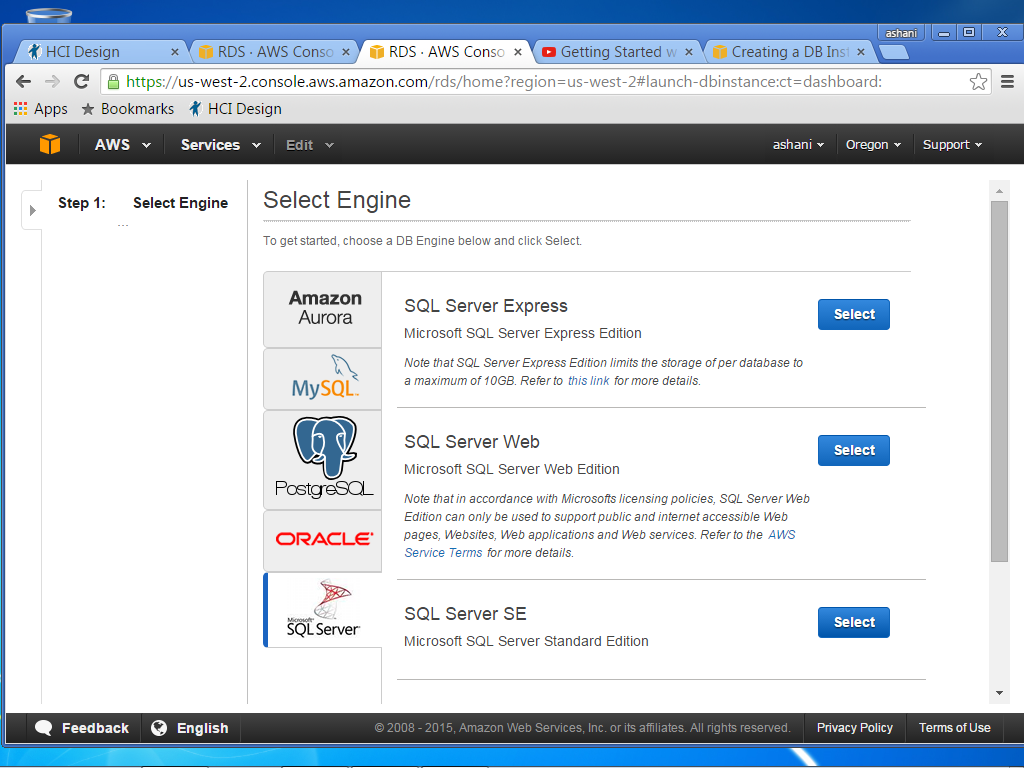 ashani
HCI Design
RDS · AWS Conso
RDS · AWS Conso
Getting Started w
Creating a DB Inst
https://us-west-2.console.aws.amazon.com/rds/home?region=us-west-2#launch-dbinstance:ct=dashboard:
Apps
Bookmarks
HCI Design
AWS
Services
Edit
ashani
Oregon
Support
Step 1:
Select Engine
...
Select Engine
To get started, choose a DB Engine below and click Select.
Amazon
Aurora
MySQL
PostgreSQL
ORACLE
Microsoft
SQL Server
SQL Server Express
Select
Microsoft SQL Server Express Edition
Note that SQL Server Express Edition limits the storage of per database to
a maximum of 10GB. Refer to this link for more details.
SQL Server Web
Select
Microsoft SQL Server Web Edition
Note that in accordance with Microsofts licensing policies, SQL Server Web
Edition can only be used to support public and internet accessible Web
pages, Websites, Web applications and Web services. Refer to the AWS
Service Terms for more details.
SQL Server SE
Select
Microsoft SQL Server Standard Edition
Feedback
English
© 2008 - 2015, Amazon Web Services, Inc. or its affiliates. All rights reserved.
Privacy Policy
Terms of Use